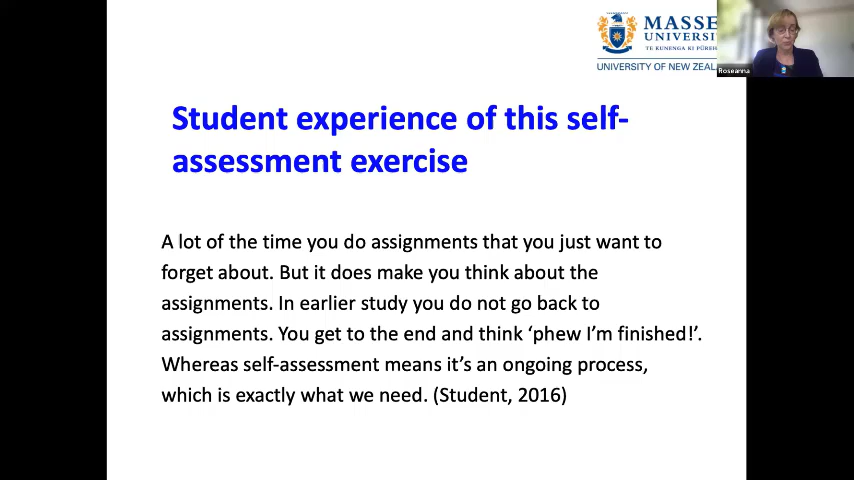 MASSE
UNIVERSITY
TE KUNENGA KI PŪREH
UNIVERSITY OF NEW ZEAL
Roseanna
Student experience of this self-
assessment exercise
A lot of the time you do assignments that you just want to
forget about. But it does make you think about the
assignments. In earlier study you do not go back to
assignments. You get to the end and think ‘phew I’m finished!’.
Whereas self-assessment means it’s an ongoing process,
which is exactly what we need. (Student, 2016)